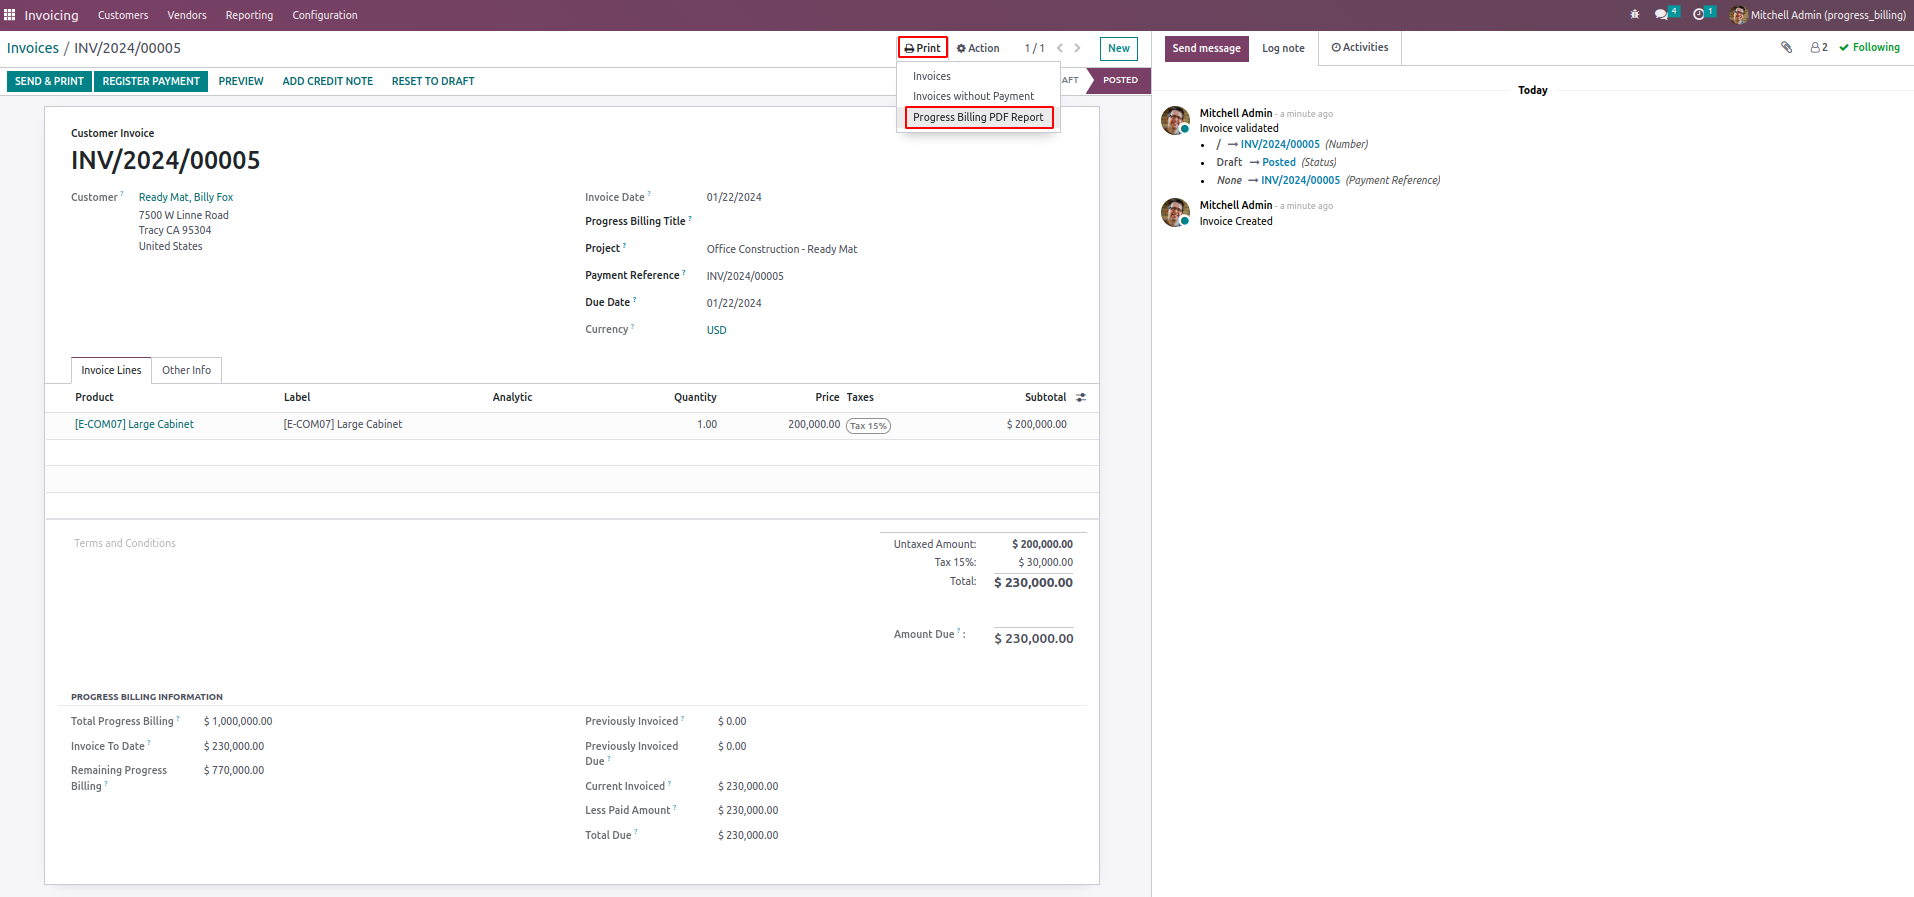 Invoicing Customers Vendors Reporting Configuration 4 1 Mitchell Admin (progress_billing)
Invoices / INV/2024/00005 Print Action 1 / 1 New
Send message Log note Activities 2 Following
SEND & PRINT REGISTER PAYMENT PREVIEW ADD CREDIT NOTE RESET TO DRAFT AFT POSTED
Invoices
Invoices without Payment
Progress Billing PDF Report
Customer Invoice
INV/2024/00005
Customer ? Ready Mat, Billy Fox
7500 W Linne Road
Tracy CA 95304
United States
Invoice Date ? 01/22/2024
Progress Billing Title ?
Project ? Office Construction - Ready Mat
Payment Reference ? INV/2024/00005
Due Date ? 01/22/2024
Currency ? USD
Invoice Lines Other Info
Product Label Analytic Quantity Price Taxes Subtotal
[E-COM07] Large Cabinet [E-COM07] Large Cabinet 1.00 200,000.00 Tax 15% $ 200,000.00
Terms and Conditions
Untaxed Amount: $ 200,000.00
Tax 15%: $ 30,000.00
Total: $ 230,000.00
Amount Due ? : $ 230,000.00
PROGRESS BILLING INFORMATION
Total Progress Billing ? $ 1,000,000.00
Invoice To Date ? $ 230,000.00
Remaining Progress
Billing ? $ 770,000.00
Previously Invoiced ? $ 0.00
Previously Invoiced
Due ? $ 0.00
Current Invoiced ? $ 230,000.00
Less Paid Amount ? $ 230,000.00
Total Due ? $ 230,000.00
Today
Mitchell Admin - a minute ago
Invoice validated
• / → INV/2024/00005 (Number)
• Draft → Posted (Status)
• None → INV/2024/00005 (Payment Reference)
Mitchell Admin - a minute ago
Invoice Created